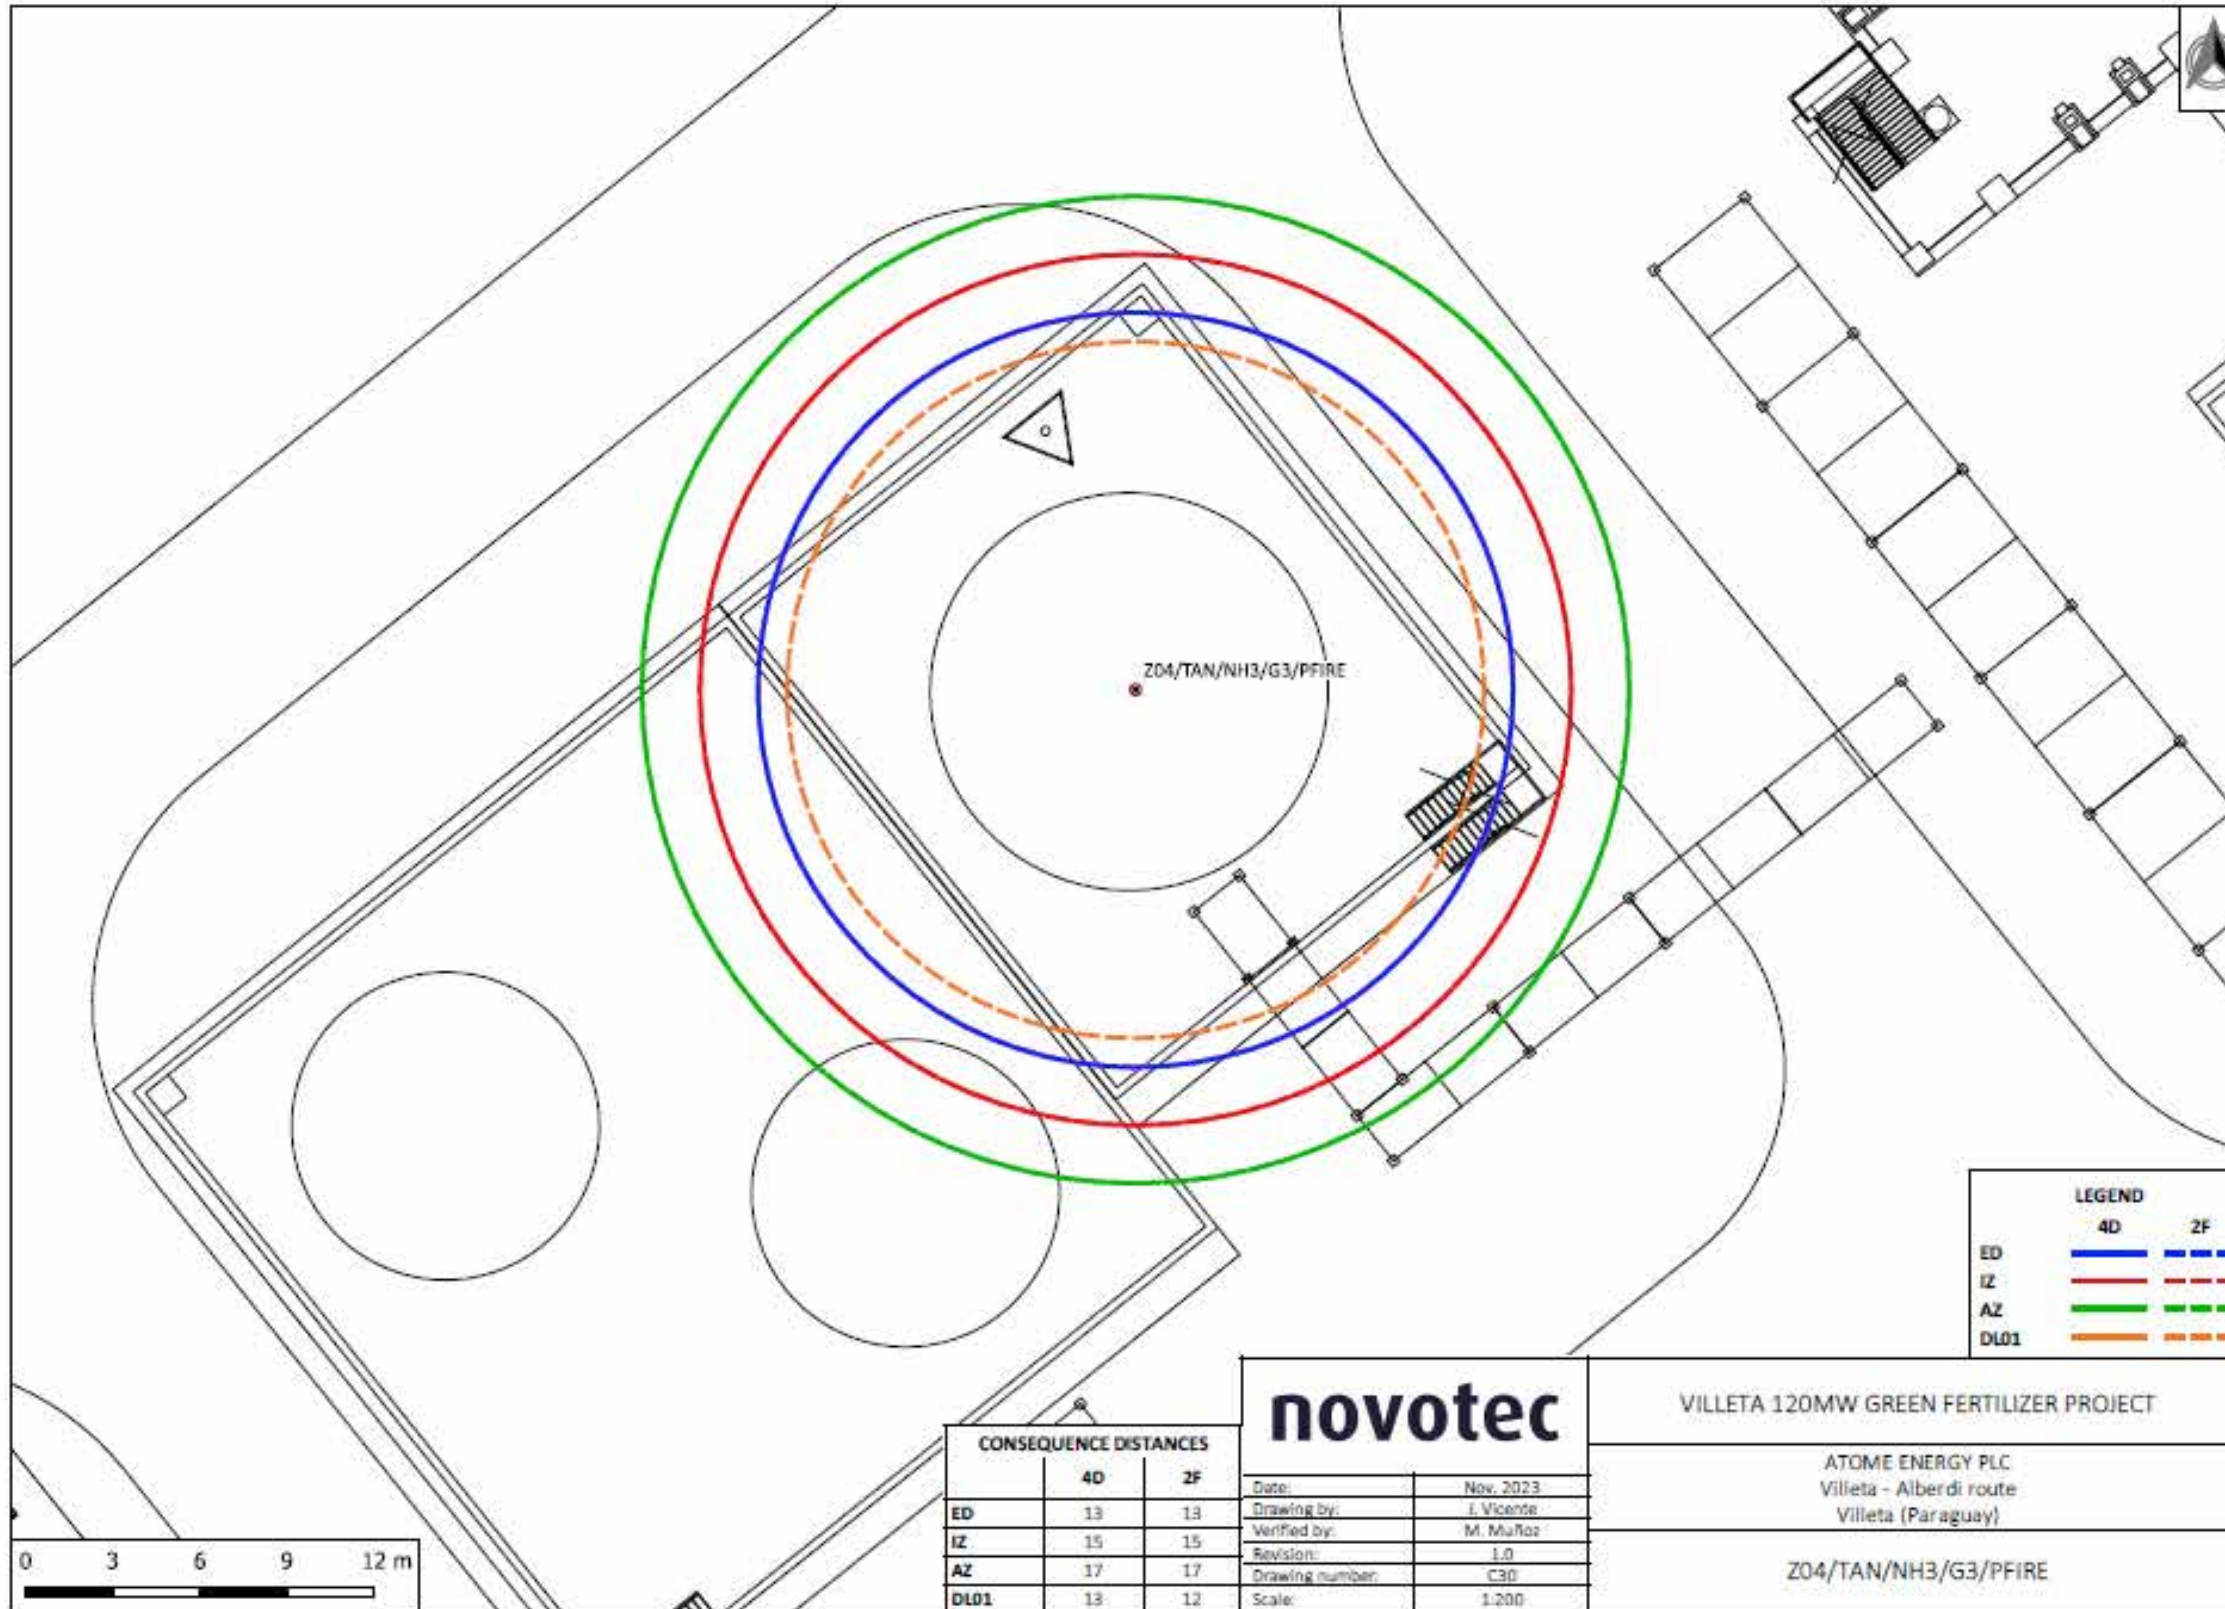 Z04/TAN/NH3/G3/PFIRE
LEGEND
4D 2F
ED
IZ
AZ
DL01
CONSEQUENCE DISTANCES
4D 2F
ED 13 13
IZ 15 15
AZ 17 17
DL01 13 12
novotec
Date: Nov. 2023
Drawing by: J. Vicente
Verified by: M. Muñoz
Revision: 1.0
Drawing number: C30
Scale: 1:200
VILLETA 120MW GREEN FERTILIZER PROJECT
ATOME ENERGY PLC
Villeta - Alberdi route
Villeta (Paraguay)
Z04/TAN/NH3/G3/PFIRE
0 3 6 9 12 m